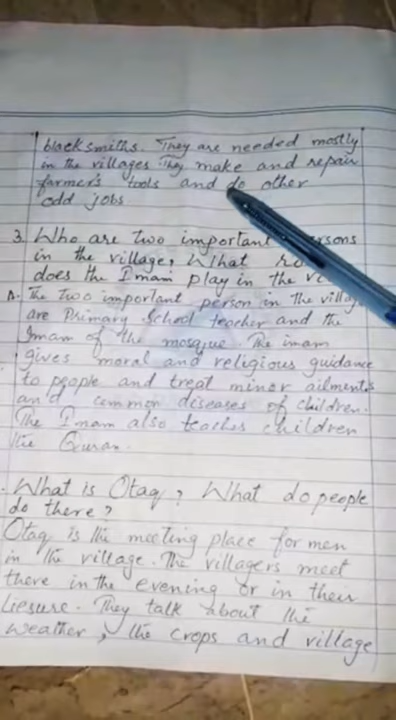 blacksmiths. They are needed mostly
in the villages. They make and repair
farmer's tools and do other
odd jobs
3. Who are two important
in the village? What
does the Imam play in the
A. The two important person in the village
are Primary School teacher and the
Imam of the mosque. The imam
gives moral and religious guidance
to people and treat minor ailments
and common diseases of children.
The Imam also teaches children
the Quran.
What is Otaq? What do people
do there?
Otaq is the meeting place for men
in the village. The villagers meet
there in the evening or in their
liesure. They talk about the
weather, the crops and village